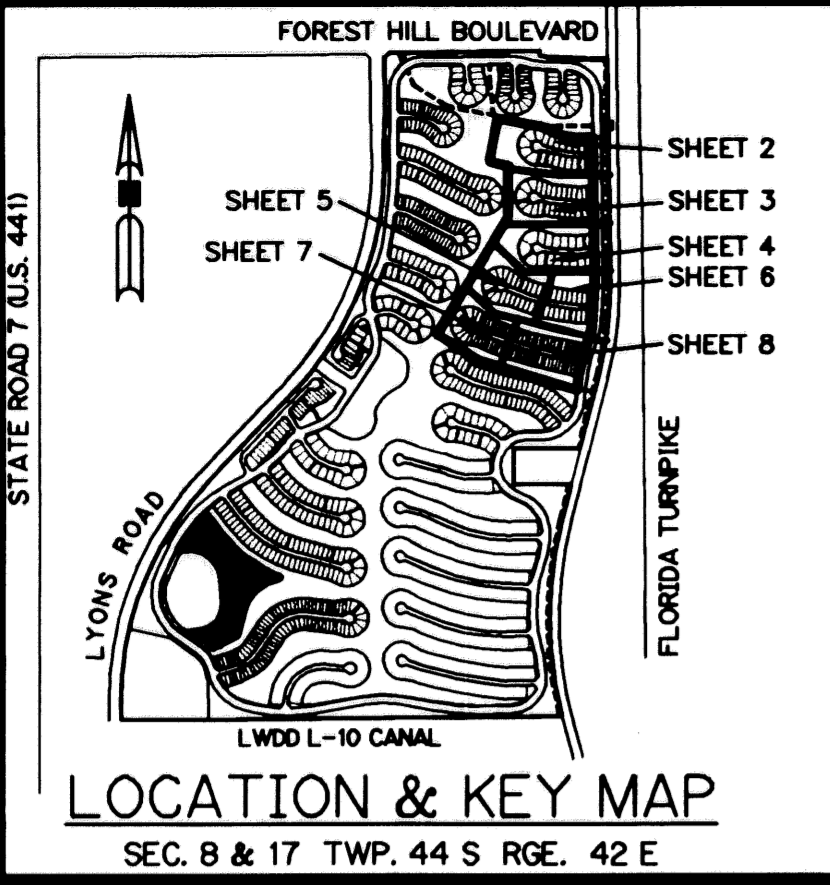 FOREST HILL BOULEVARD
SHEET 2
SHEET 3
SHEET 5
SHEET 4
SHEET 7
SHEET 6
SHEET 8
STATE ROAD 7 (U.S. 441)
LYONS ROAD
FLORIDA TURNPIKE
LWDD L-10 CANAL
LOCATION & KEY MAP
SEC. 8 & 17 TWP. 44 S RGE. 42 E